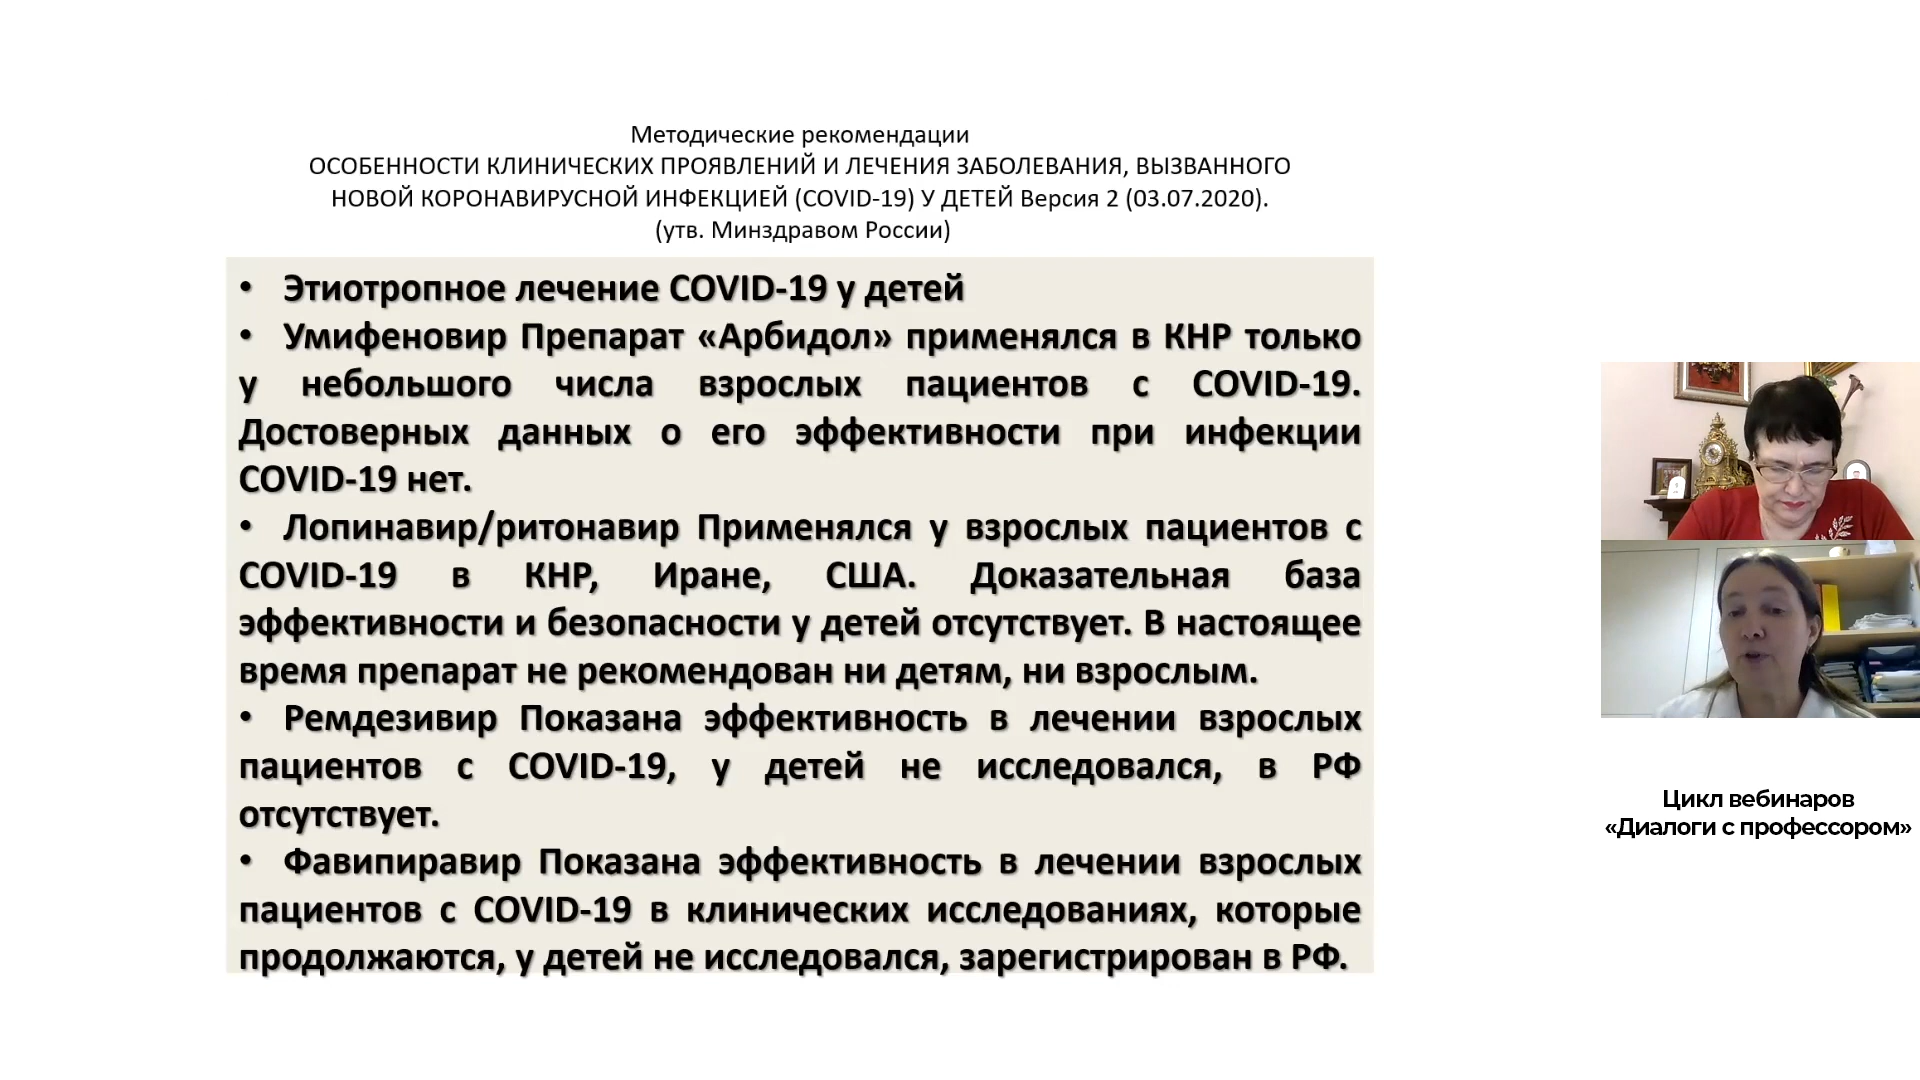 Методические рекомендации
ОСОБЕННОСТИ КЛИНИЧЕСКИХ ПРОЯВЛЕНИЙ И ЛЕЧЕНИЯ ЗАБОЛЕВАНИЯ, ВЫЗВАННОГО
НОВОЙ КОРОНАВИРУСНОЙ ИНФЕКЦИЕЙ (COVID-19) У ДЕТЕЙ Версия 2 (03.07.2020).
(утв. Минздравом России)
• Этиотропное лечение COVID-19 у детей
• Умифеновир Препарат «Арбидол» применялся в КНР только
у небольшого числа взрослых пациентов с COVID-19.
Достоверных данных о его эффективности при инфекции
COVID-19 нет.
• Лопинавир/ритонавир Применялся у взрослых пациентов с
COVID-19 в КНР, Иране, США. Доказательная база
эффективности и безопасности у детей отсутствует. В настоящее
время препарат не рекомендован ни детям, ни взрослым.
• Ремдезивир Показана эффективность в лечении взрослых
пациентов с COVID-19, у детей не исследовался, в РФ
отсутствует.
• Фавипиравир Показана эффективность в лечении взрослых
пациентов с COVID-19 в клинических исследованиях, которые
продолжаются, у детей не исследовался, зарегистрирован в РФ.
Цикл вебинаров
«Диалоги с профессором»